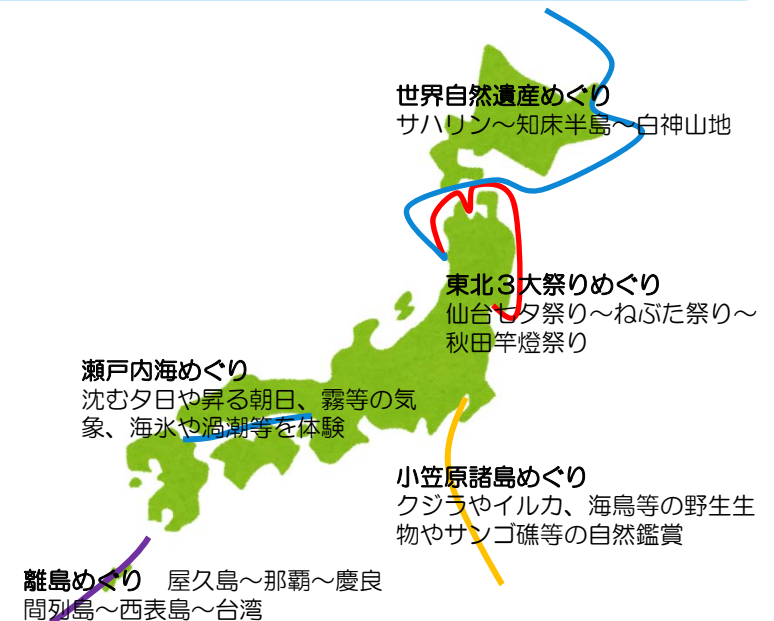 世界自然遺産めぐり
サハリン～知床半島～白神山地
東北３大祭りめぐり
仙台七夕祭り～ねぶた祭り～
秋田竿燈祭り
瀬戸内海めぐり
沈む夕日や昇る朝日、霧等の気
象、海氷や渦潮等を体験
小笠原諸島めぐり
クジラやイルカ、海鳥等の野生生
物やサンゴ礁等の自然鑑賞
離島めぐり　屋久島～那覇～慶良
間列島～西表島～台湾